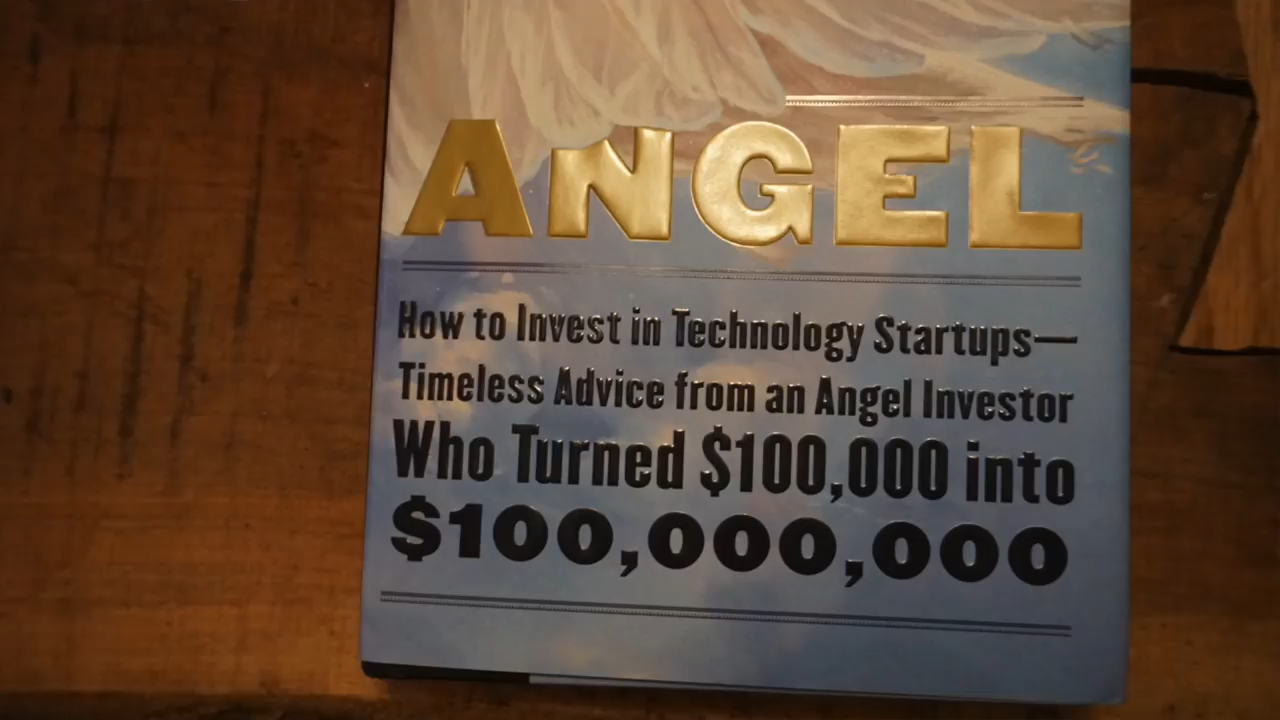 ANGEL
How to Invest in Technology Startups—
Timeless Advice from an Angel Investor
Who Turned $100,000 into
$100,000,000